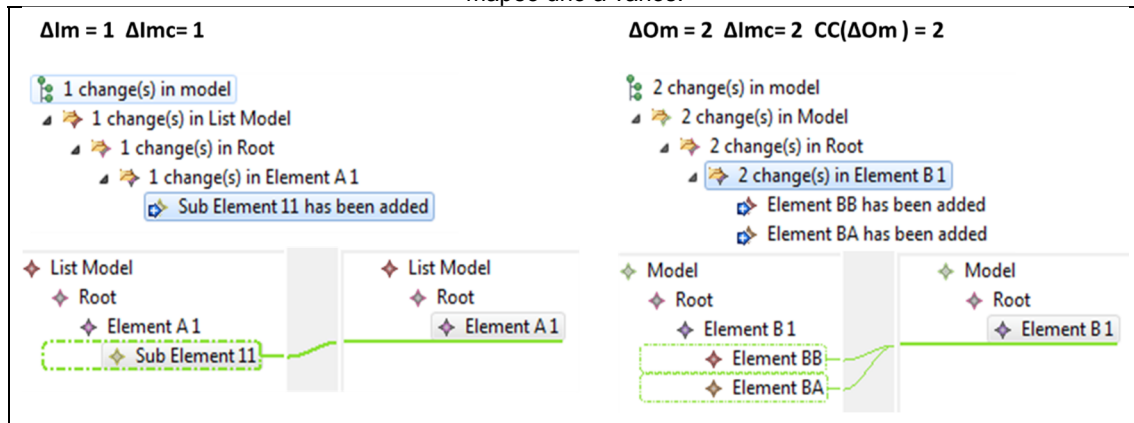 mapeo uno a varios.
ΔIm = 1 ΔImc= 1
1 change(s) in model
1 change(s) in List Model
1 change(s) in Root
1 change(s) in Element A 1
Sub Element 11 has been added
List Model
Root
Element A 1
Sub Element 11
List Model
Root
Element A 1
ΔOm = 2 ΔImc= 2 CC(ΔOm ) = 2
2 change(s) in model
2 change(s) in Model
2 change(s) in Root
2 change(s) in Element B 1
Element BB has been added
Element BA has been added
Model
Root
Element B 1
Element BB
Element BA
Model
Root
Element B 1